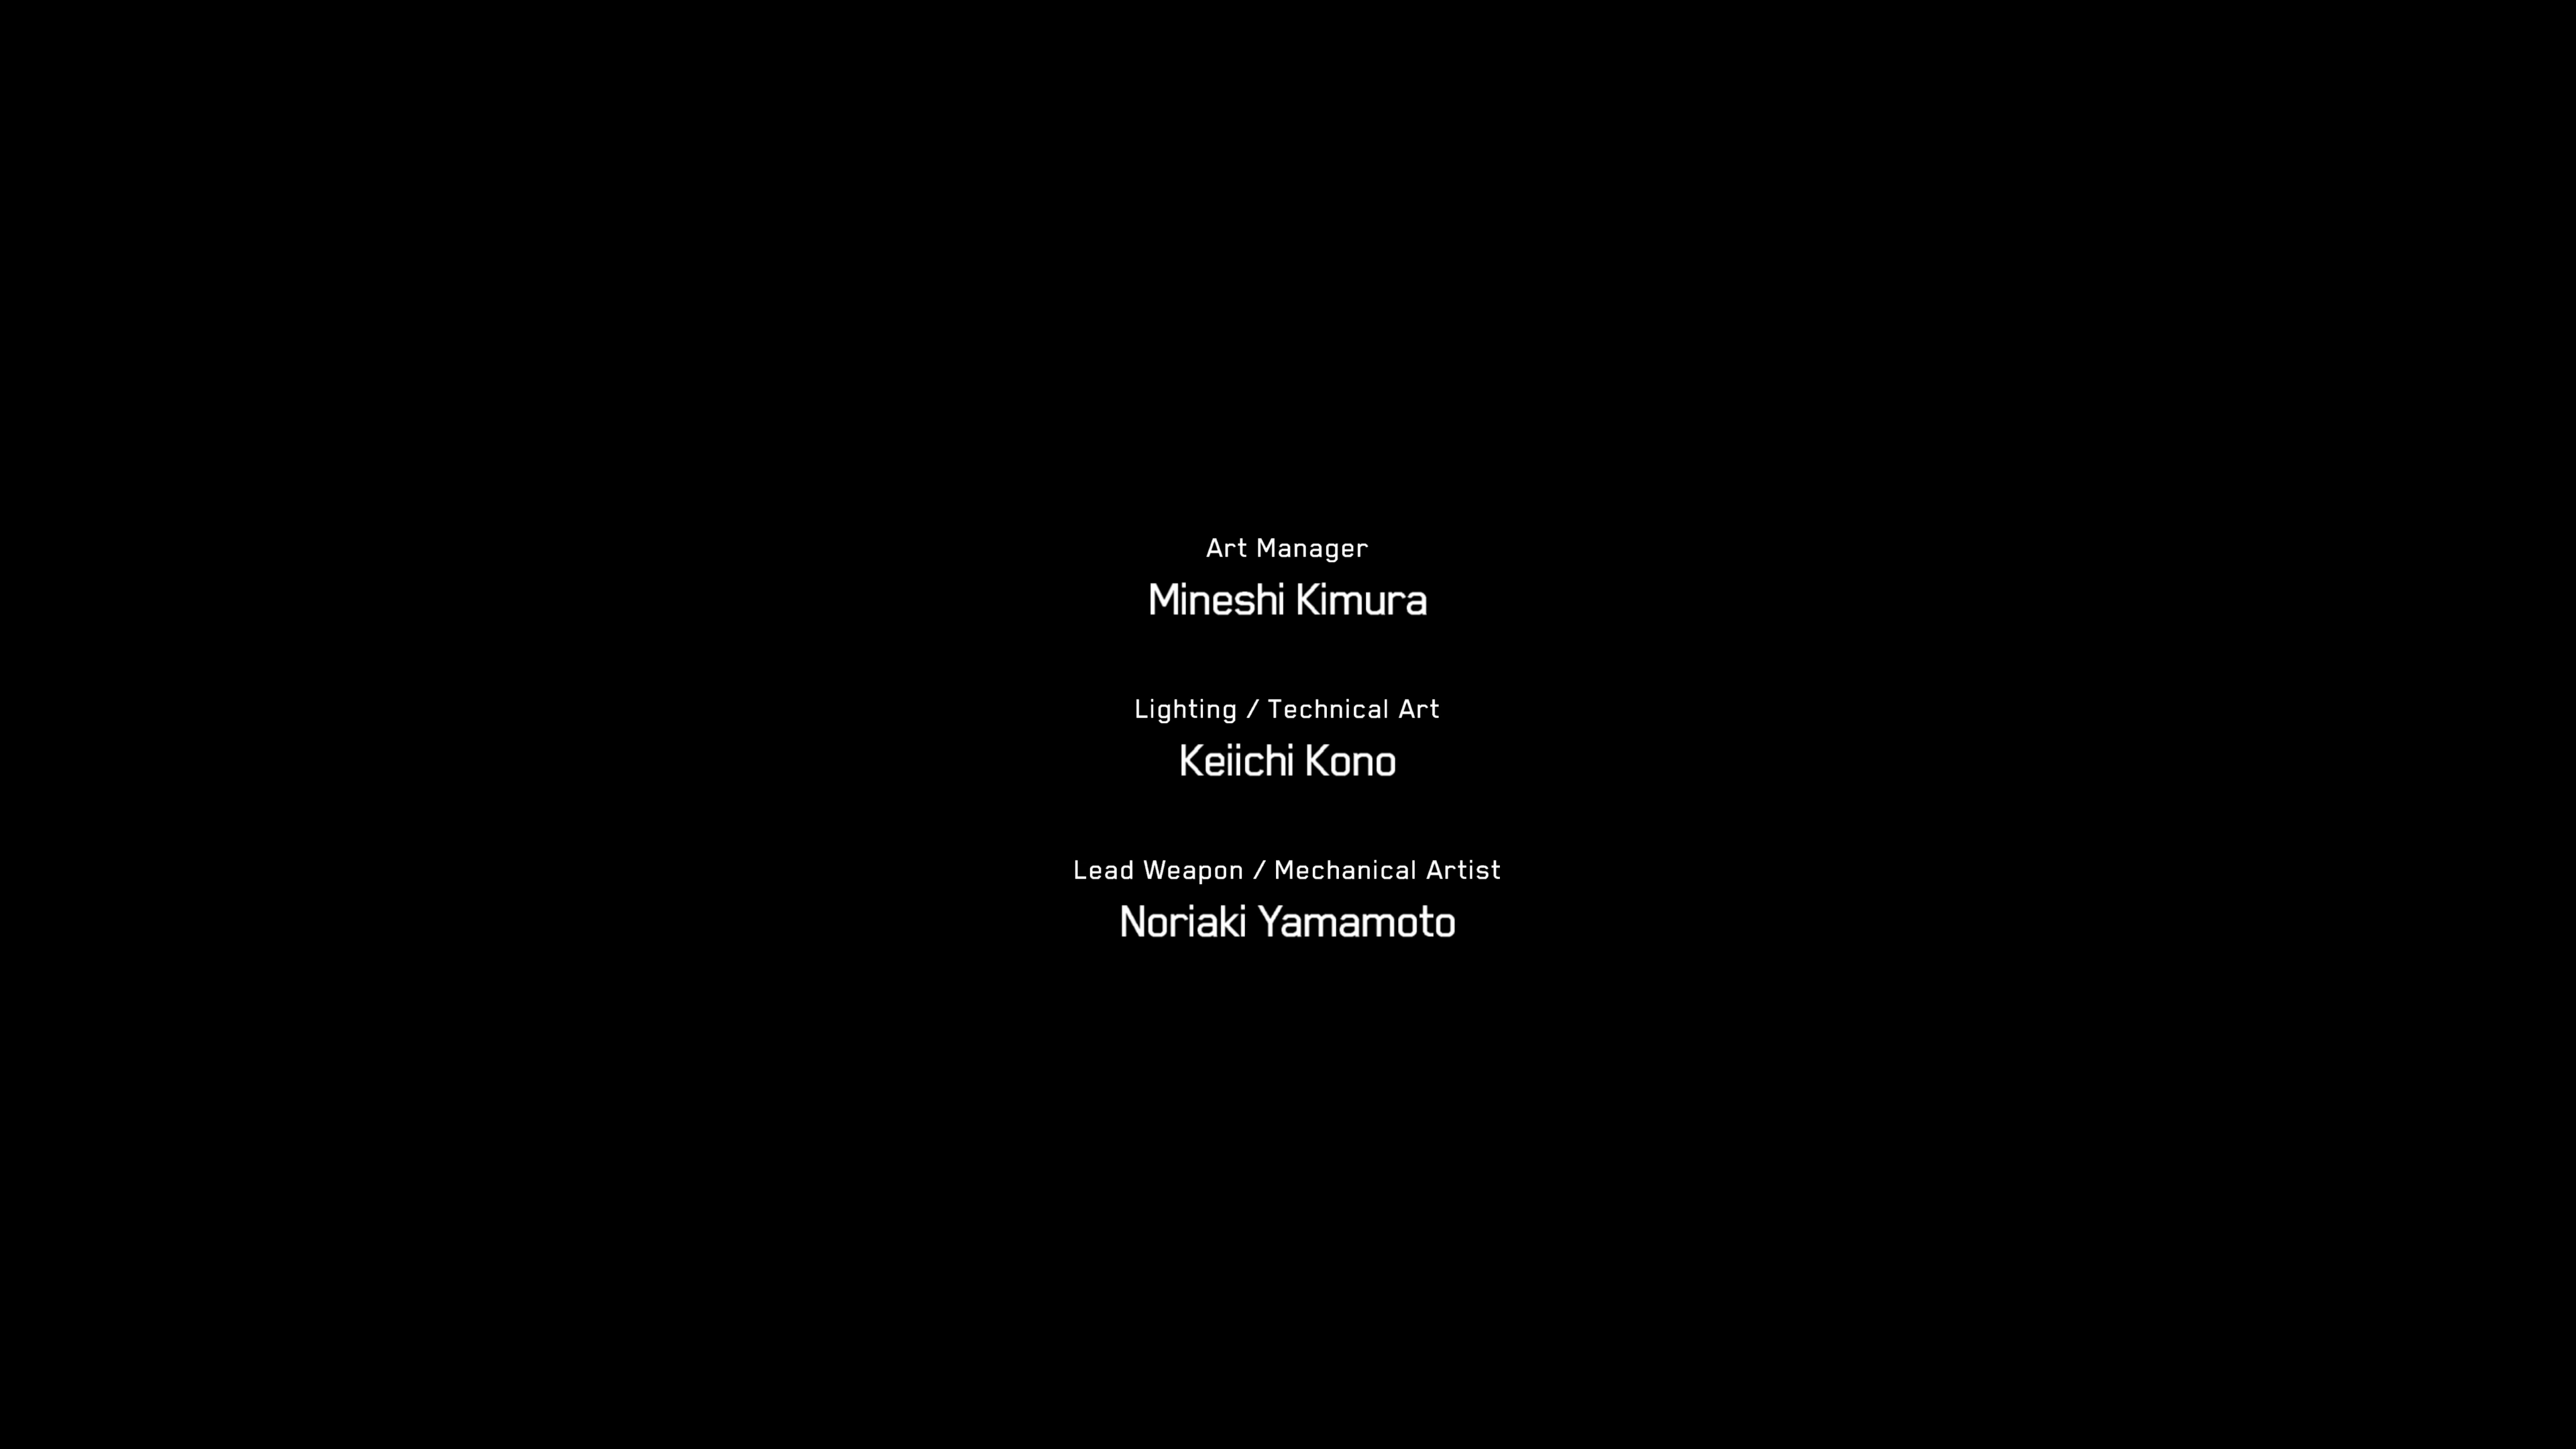 Art Manager
Mineshi Kimura
Lighting / Technical Art
Keiichi Kono
Lead Weapon / Mechanical Artist
Noriaki Yamamoto